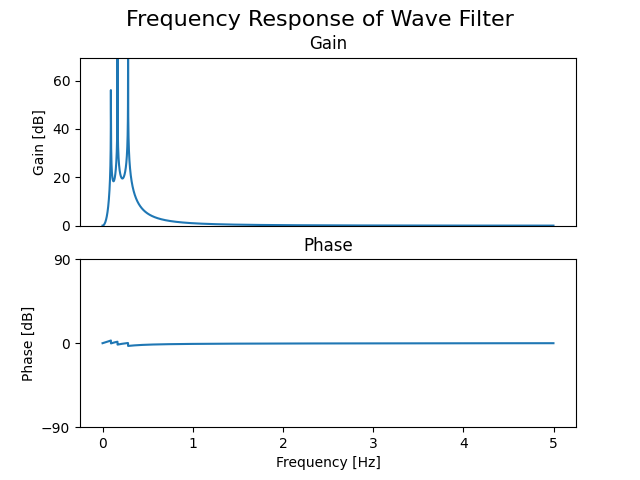 Frequency Response of Wave Filter
Gain
60
40
20
0
Gain [dB]
Phase
90
0
−90
Phase [dB]
0 1 2 3 4 5
Frequency [Hz]